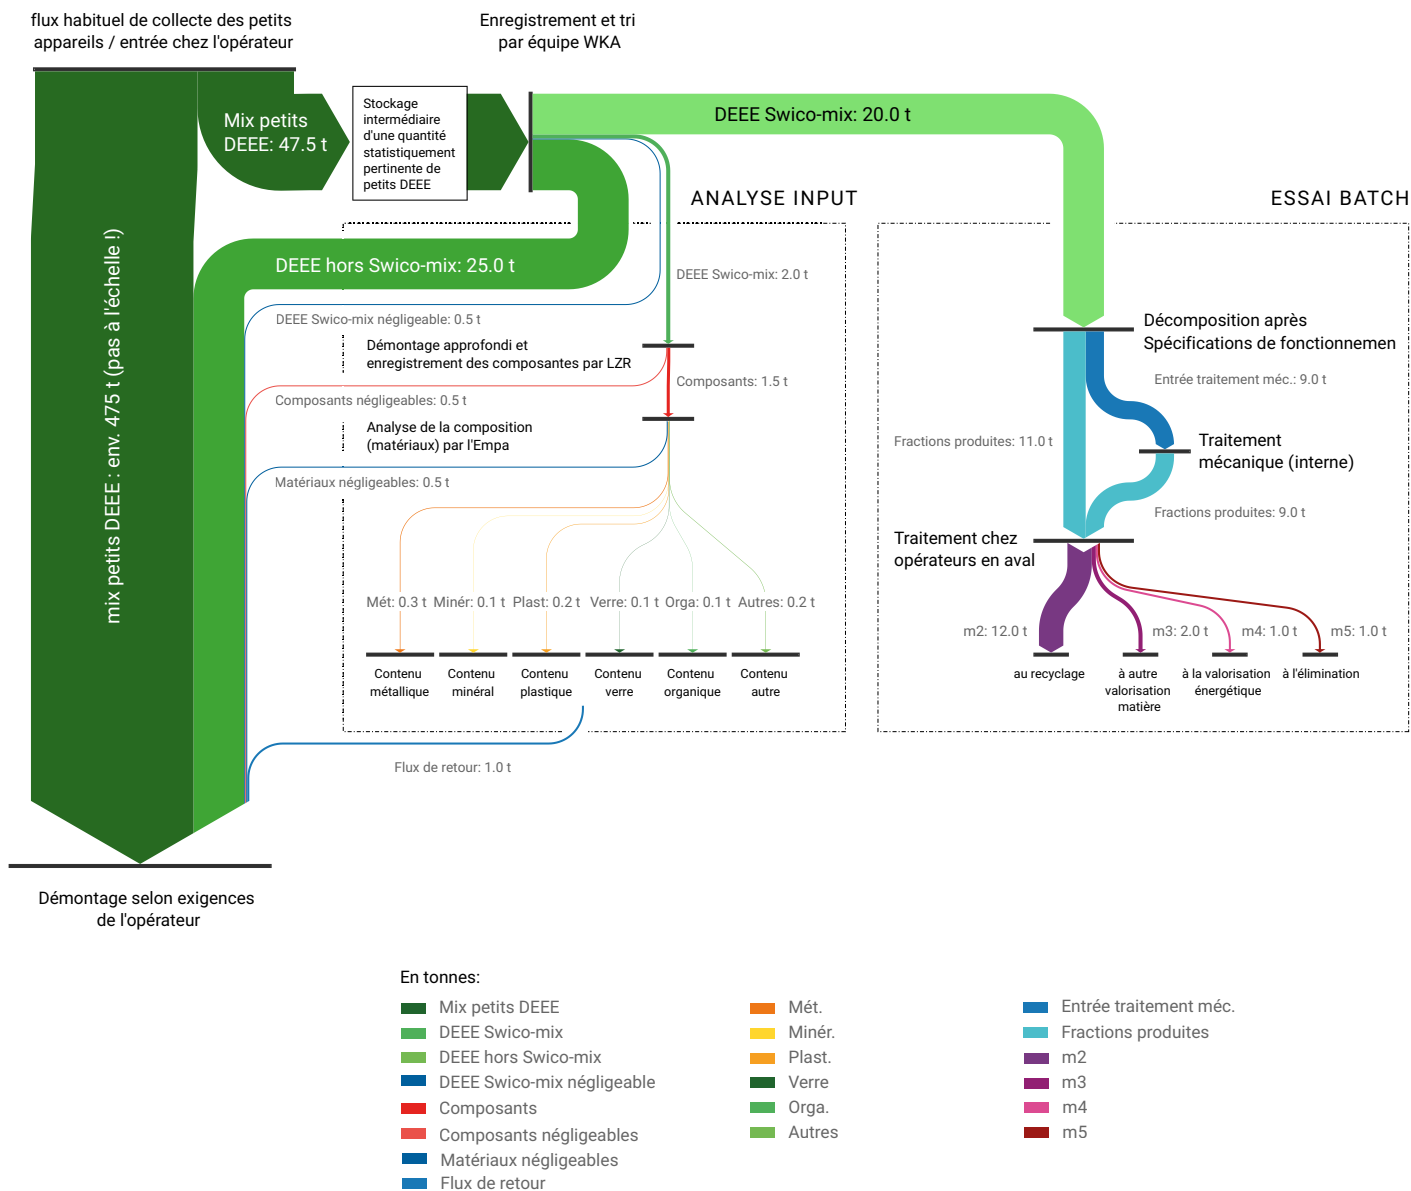 flux habituel de collecte des petits
appareils / entrée chez l'opérateur
Enregistrement et tri
par équipe WKA
Mix petits
DEEE: 47.5 t
Stockage
intermédiaire
d'une quantité
statistiquement
pertinente de
petits DEEE
DEEE Swico-mix: 20.0 t
ANALYSE INPUT
ESSAI BATCH
mix petits DEEE : env. 475 t (pas à l'échelle !)
DEEE hors Swico-mix: 25.0 t
DEEE Swico-mix: 2.0 t
DEEE Swico-mix négligeable: 0.5 t
Démontage approfondi et
enregistrement des composantes par LZR
Composants: 1.5 t
Composants négligeables: 0.5 t
Analyse de la composition
(matériaux) par l'Empa
Matériaux négligeables: 0.5 t
Mét: 0.3 t
Minér: 0.1 t
Plast: 0.2 t
Verre: 0.1 t
Orga: 0.1 t
Autres: 0.2 t
Contenu
métallique
Contenu
minéral
Contenu
plastique
Contenu
verre
Contenu
organique
Contenu
autre
Flux de retour: 1.0 t
Décomposition après
Spécifications de fonctionnemen
Entrée traitement méc.: 9.0 t
Fractions produites: 11.0 t
Traitement
mécanique (interne)
Fractions produites: 9.0 t
Traitement chez
opérateurs en aval
m2: 12.0 t
m3: 2.0 t
m4: 1.0 t
m5: 1.0 t
au recyclage
à autre
valorisation
matière
à la valorisation
énergétique
à l'élimination
Démontage selon exigences
de l'opérateur
En tonnes:
Mix petits DEEE
DEEE Swico-mix
DEEE hors Swico-mix
DEEE Swico-mix négligeable
Composants
Composants négligeables
Matériaux négligeables
Flux de retour
Mét.
Minér.
Plast.
Verre
Orga.
Autres
Entrée traitement méc.
Fractions produites
m2
m3
m4
m5